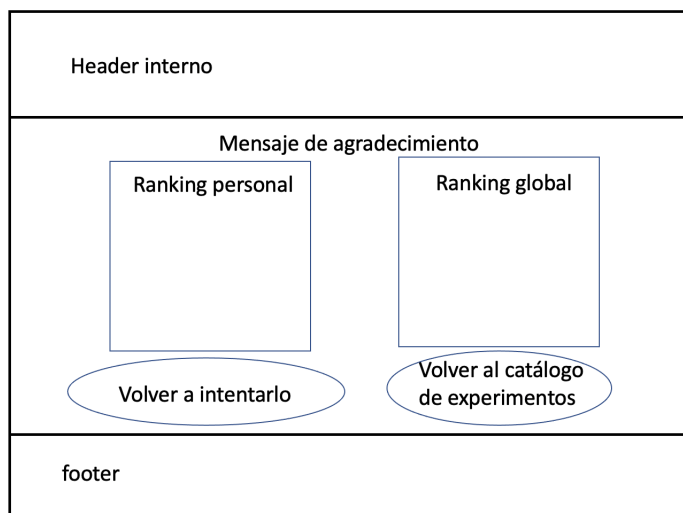 Header interno
Mensaje de agradecimiento
Ranking personal
Ranking global
Volver a intentarlo
Volver al catálogo
de experimentos
footer